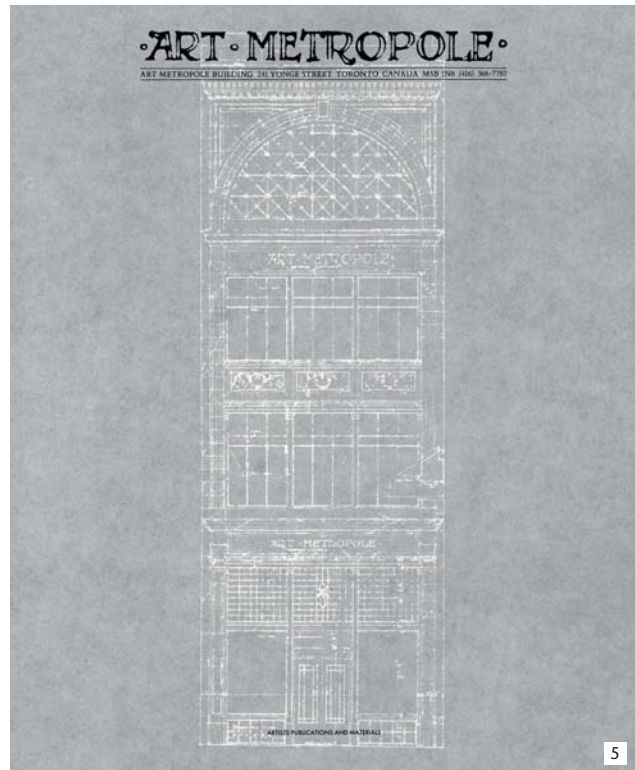 ·ART·METROPOLE·
ART METROPOLE BUILDING 241 YONGE STREET TORONTO CANADA M5B 1N8 (416) 368-7787
·ART·METROPOLE·
ART·METROPOLE
ARTISTS PUBLICATIONS AND MATERIALS
5